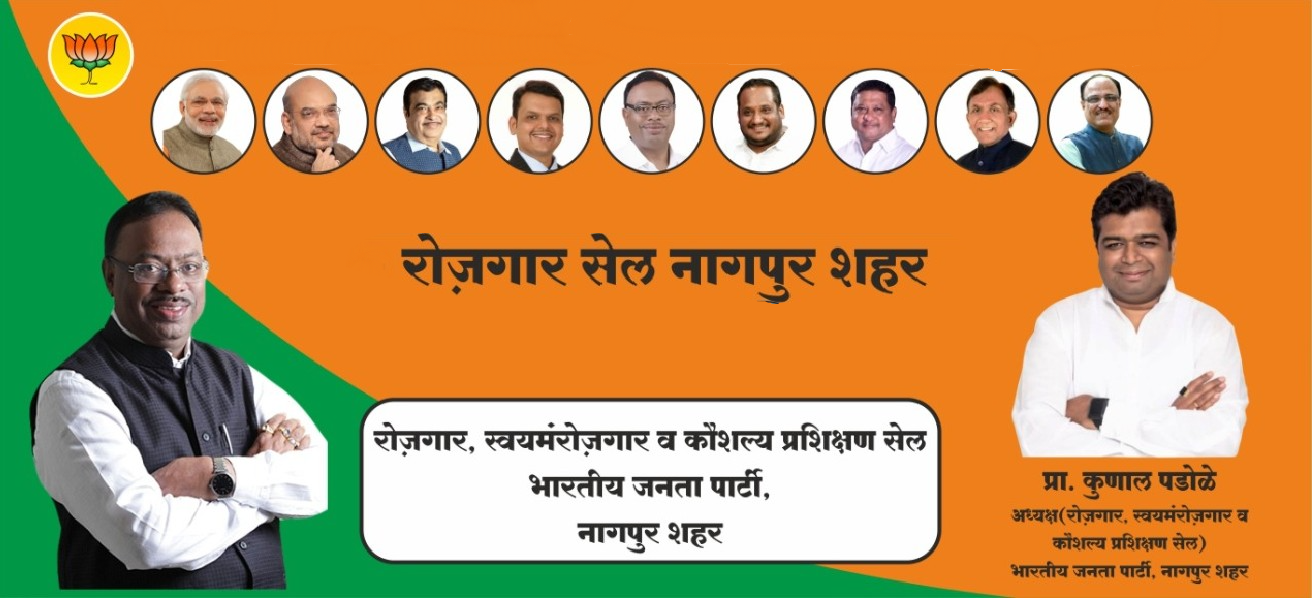 रोज़गार सेल नागपुर शहर
रोज़गार, स्वयमंरोज़गार व कौशल्य प्रशिक्षण सेल
भारतीय जनता पार्टी,
नागपुर शहर
प्रा. कुणाल पडोळे
अध्यक्ष(रोज़गार, स्वयमंरोज़गार व
कौशल्य प्रशिक्षण सेल)
भारतीय जनता पार्टी, नागपुर शहर